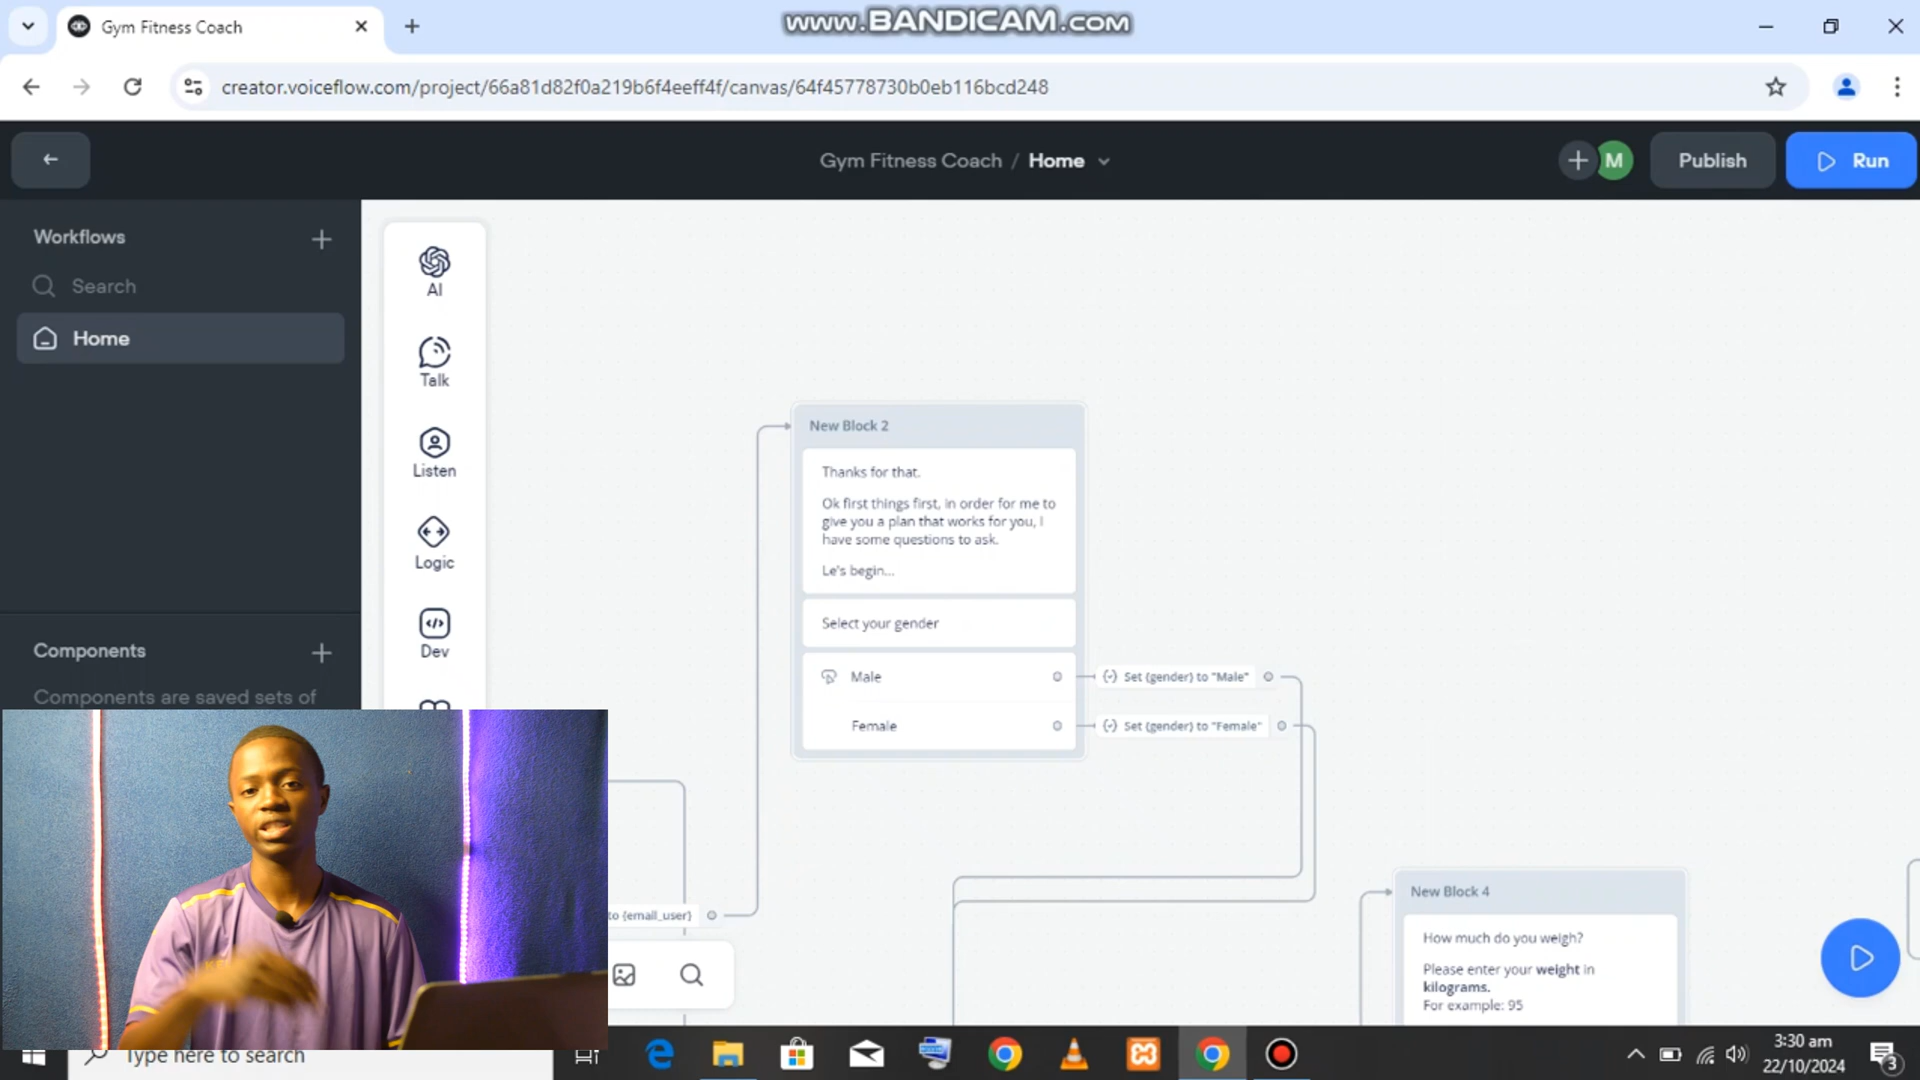 Gym Fitness Coach
www.BANDICAM.com
creator.voiceflow.com/project/66a81d82f0a219b6f4eeff4f/canvas/64f45778730b0eb116bcd248
Gym Fitness Coach / Home
M
Publish
Run
Workflows
Search
Home
AI
Talk
Listen
Logic
Dev
Components
Components are saved sets of
New Block 2
Thanks for that.
Ok first things first, in order for me to
give you a plan that works for you, I
have some questions to ask.
Le's begin...
Select your gender
Male
Set {gender} to "Male"
Female
Set {gender} to "Female"
to {email_user}
New Block 4
How much do you weigh?
Please enter your weight in
kilograms.
For example: 95
Type here to search
3:30 am
22/10/2024
3